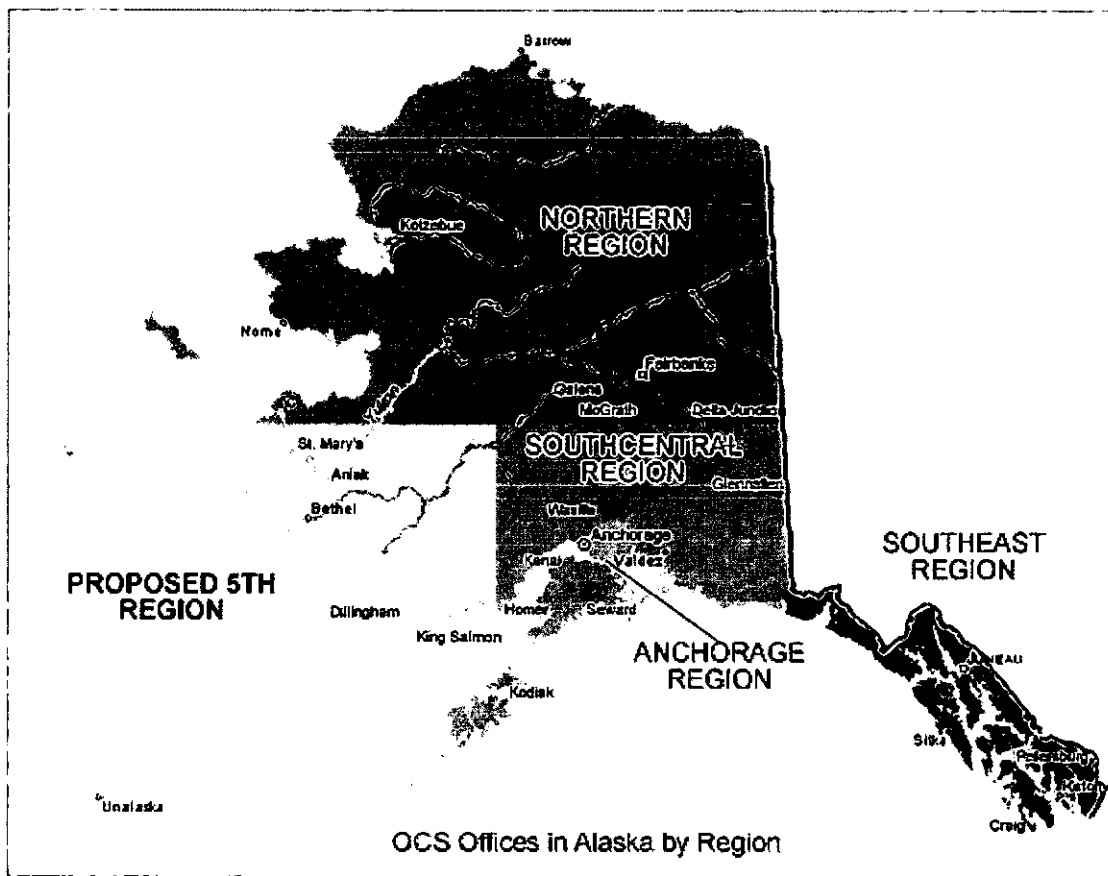 Barrow
NORTHERN
REGION
Kotzebue
Nome
Fairbanks
Galena
McGrath
Delta Junction
St. Mary's
SOUTHCENTRAL
REGION
Aniak
Glennallen
Bethel
Wasilla
Anchorage
Kenai
Valdez
SOUTHEAST
REGION
PROPOSED 5TH
REGION
Dillingham
Homer
Seward
King Salmon
ANCHORAGE
REGION
JUNEAU
Kodiak
Sitka
Petersburg
Unalaska
Craig
OCS Offices in Alaska by Region